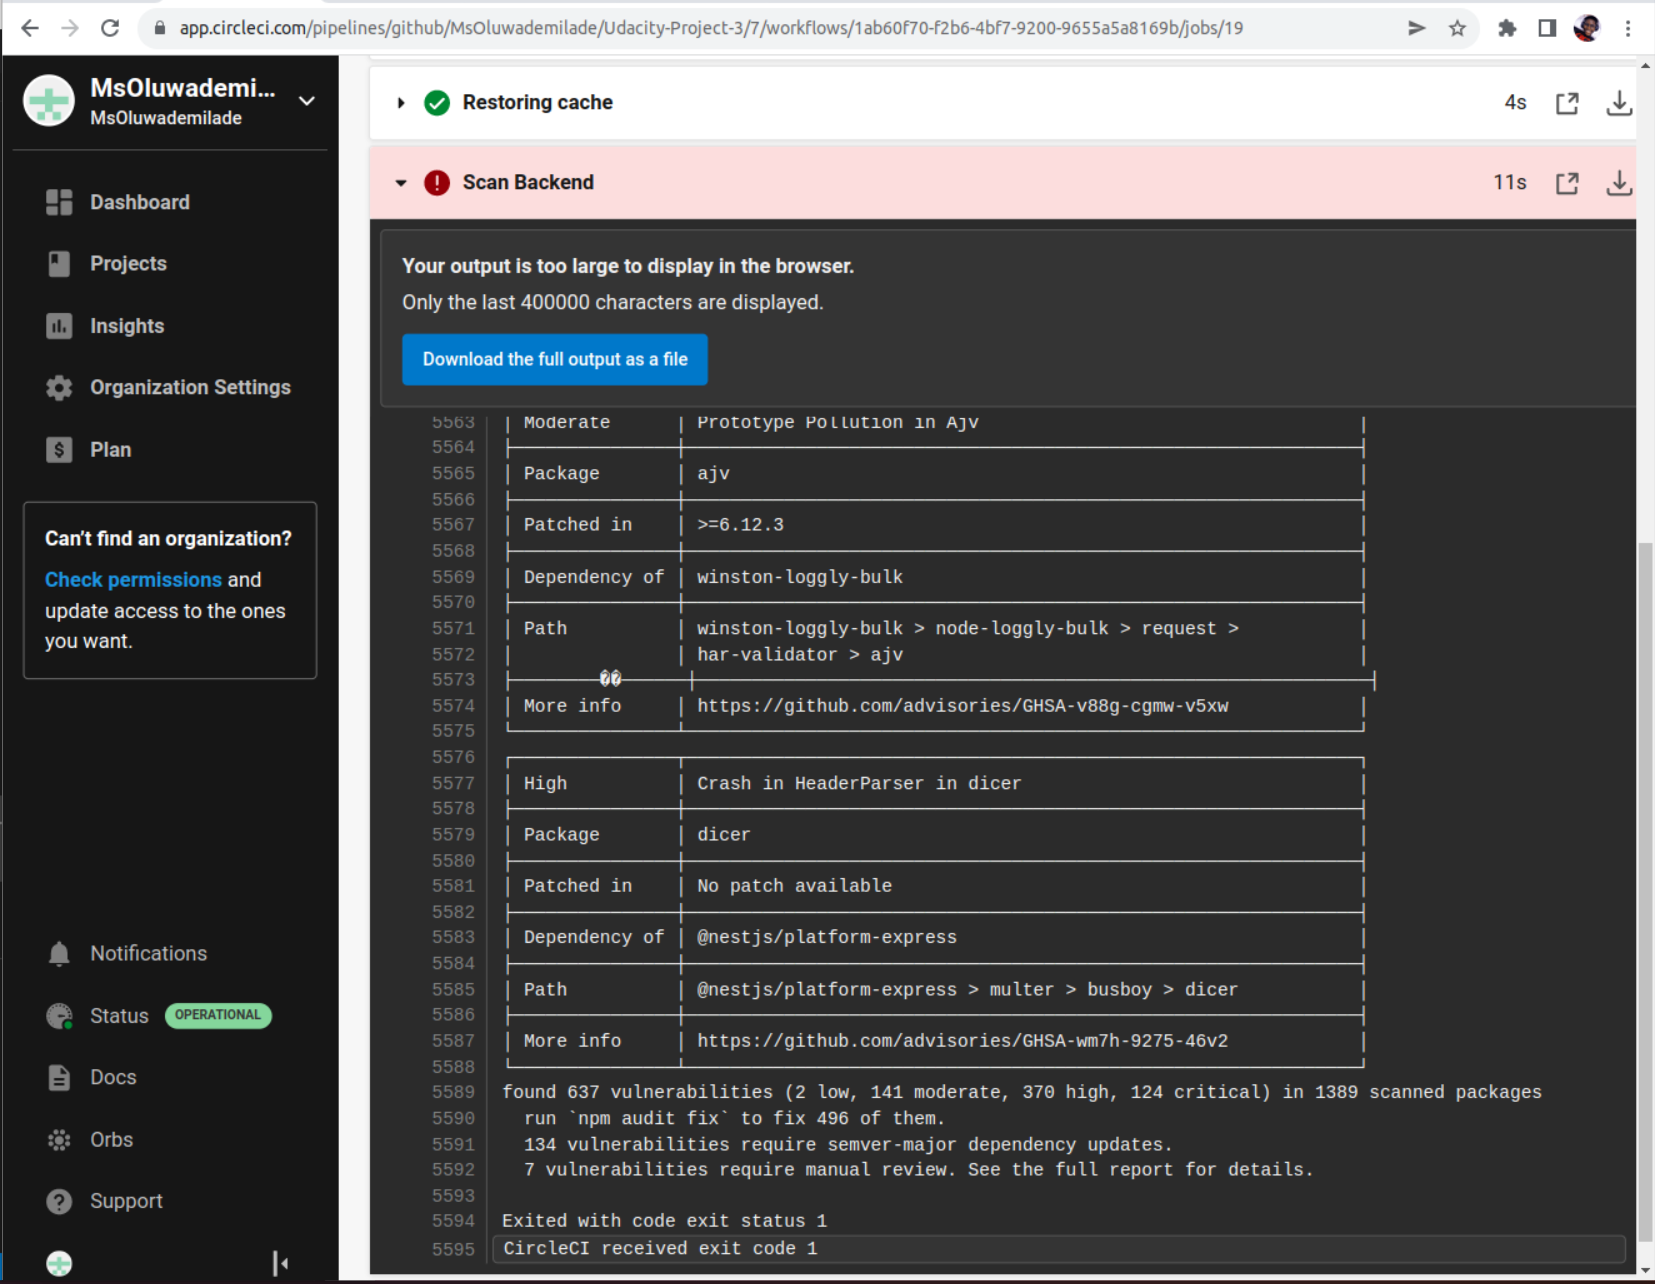 app.circleci.com/pipelines/github/MsOluwademilade/Udacity-Project-3/7/workflows/1ab60f70-f2b6-4bf7-9200-9655a5a8169b/jobs/19
MsOluwademi...
MsOluwademilade
Dashboard
Projects
Insights
Organization Settings
Plan
Can't find an organization?
Check permissions and
update access to the ones
you want.
Notifications
Status OPERATIONAL
Docs
Orbs
Support
Restoring cache 4s
Scan Backend 11s
Your output is too large to display in the browser.
Only the last 400000 characters are displayed.
Download the full output as a file
5563 | Moderate | Prototype Pollution in Ajv |
5564
5565 | Package | ajv |
5566
5567 | Patched in | >=6.12.3 |
5568
5569 | Dependency of | winston-loggly-bulk |
5570
5571 | Path | winston-loggly-bulk > node-loggly-bulk > request > |
5572 | | har-validator > ajv |
5573 ��
5574 | More info | https://github.com/advisories/GHSA-v88g-cgmw-v5xw |
5575
5576
5577 | High | Crash in HeaderParser in dicer |
5578
5579 | Package | dicer |
5580
5581 | Patched in | No patch available |
5582
5583 | Dependency of | @nestjs/platform-express |
5584
5585 | Path | @nestjs/platform-express > multer > busboy > dicer |
5586
5587 | More info | https://github.com/advisories/GHSA-wm7h-9275-46v2 |
5588
5589 found 637 vulnerabilities (2 low, 141 moderate, 370 high, 124 critical) in 1389 scanned packages
5590 run `npm audit fix` to fix 496 of them.
5591 134 vulnerabilities require semver-major dependency updates.
5592 7 vulnerabilities require manual review. See the full report for details.
5593
5594 Exited with code exit status 1
5595 CircleCI received exit code 1